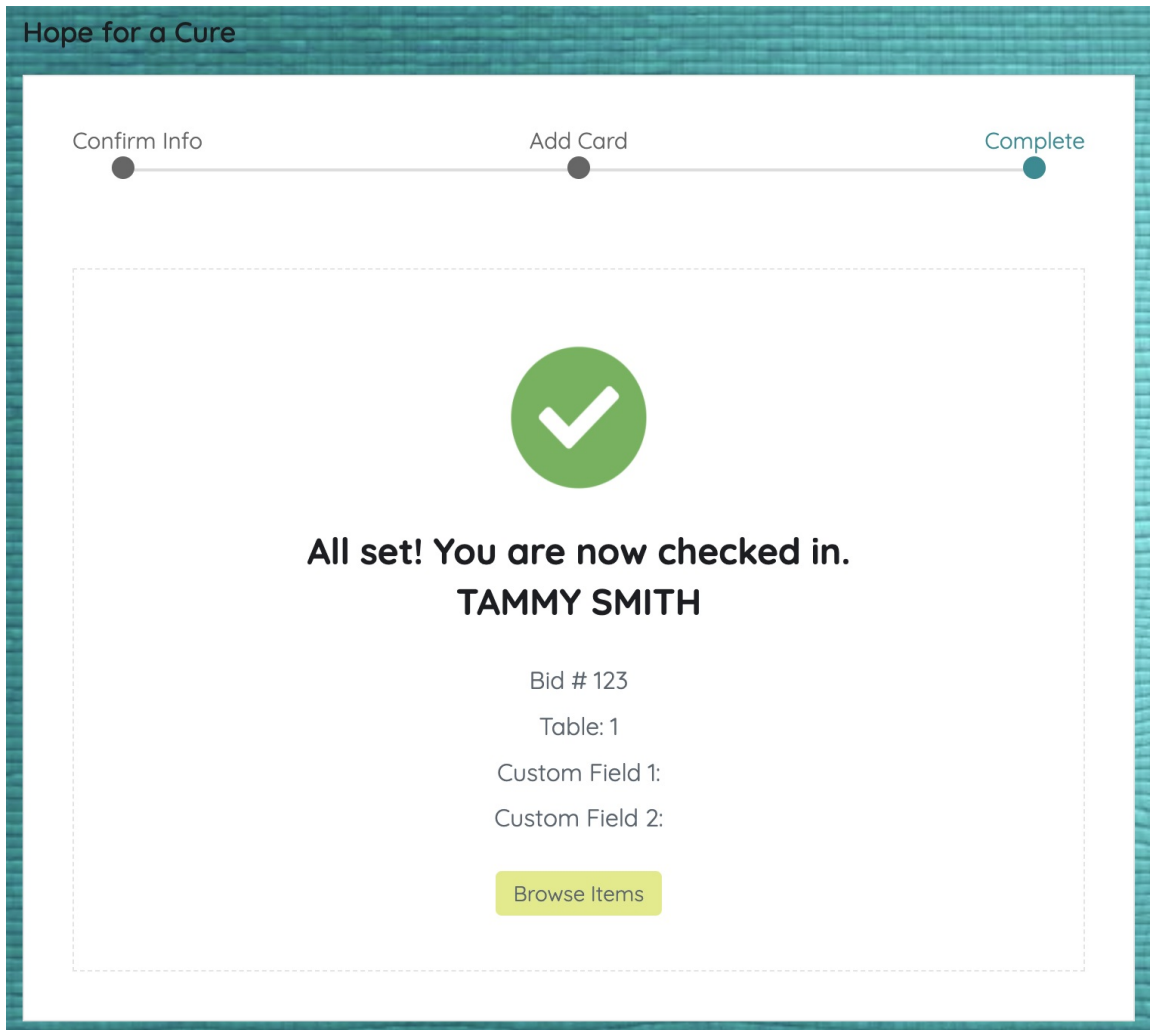 Hope for a Cure
Confirm Info
Add Card
Complete
All set! You are now checked in.
TAMMY SMITH
Bid # 123
Table: 1
Custom Field 1:
Custom Field 2:
Browse Items